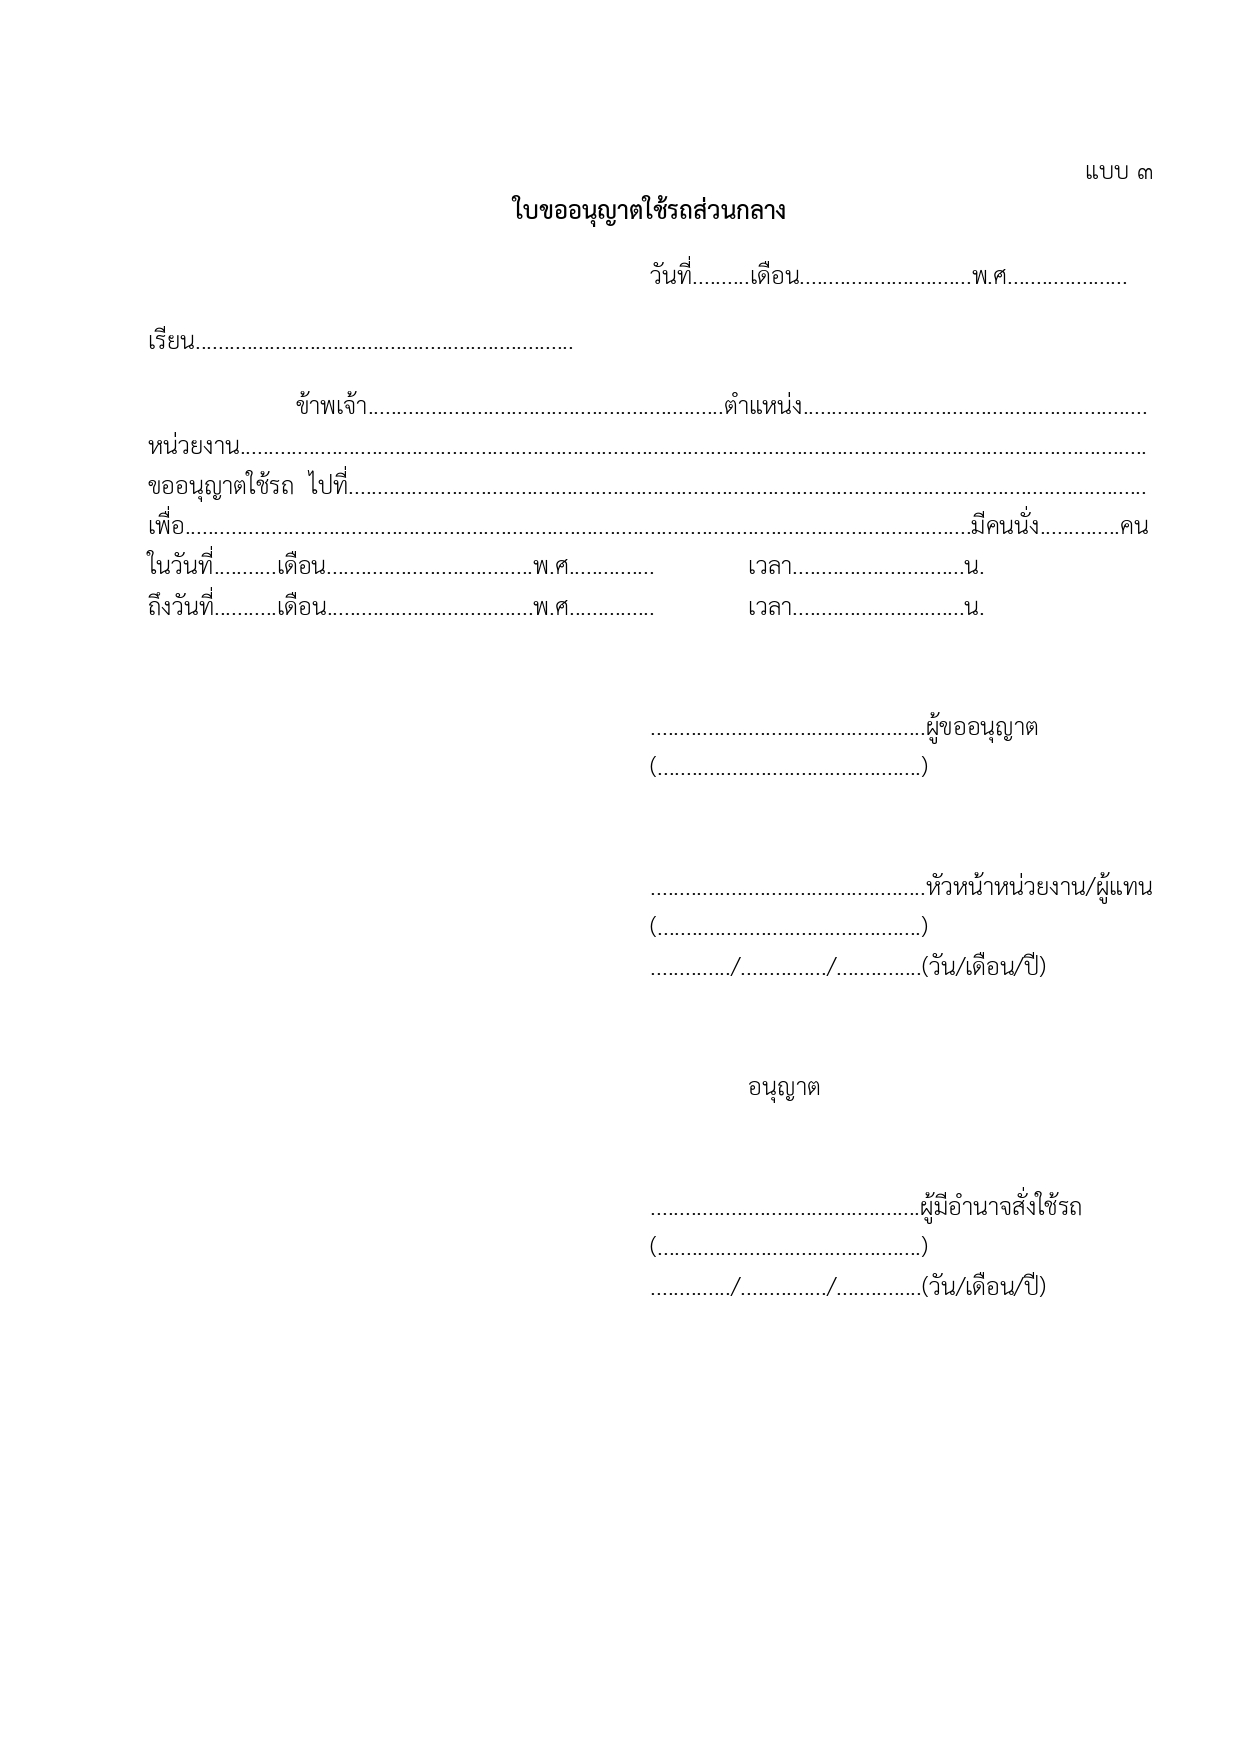 แบบ ๓
ใบขออนุญาตใช้รถส่วนกลาง
วันที่..........เดือน..............................พ.ศ.....................
เรียน..................................................................
ข้าพเจ้า..............................................................ตำแหน่ง............................................................
หน่วยงาน..............................................................................................................................................................
ขออนุญาตใช้รถ ไปที่...........................................................................................................................................
เพื่อ.........................................................................................................................................มีคนนั่ง..............คน
ในวันที่...........เดือน....................................พ.ศ............... เวลา..............................น.
ถึงวันที่...........เดือน....................................พ.ศ............... เวลา..............................น.
................................................ผู้ขออนุญาต
(..............................................)
................................................หัวหน้าหน่วยงาน/ผู้แทน
(..............................................)
............../.............../...............(วัน/เดือน/ปี)
อนุญาต
...............................................ผู้มีอำนาจสั่งใช้รถ
(..............................................)
............../.............../...............(วัน/เดือน/ปี)